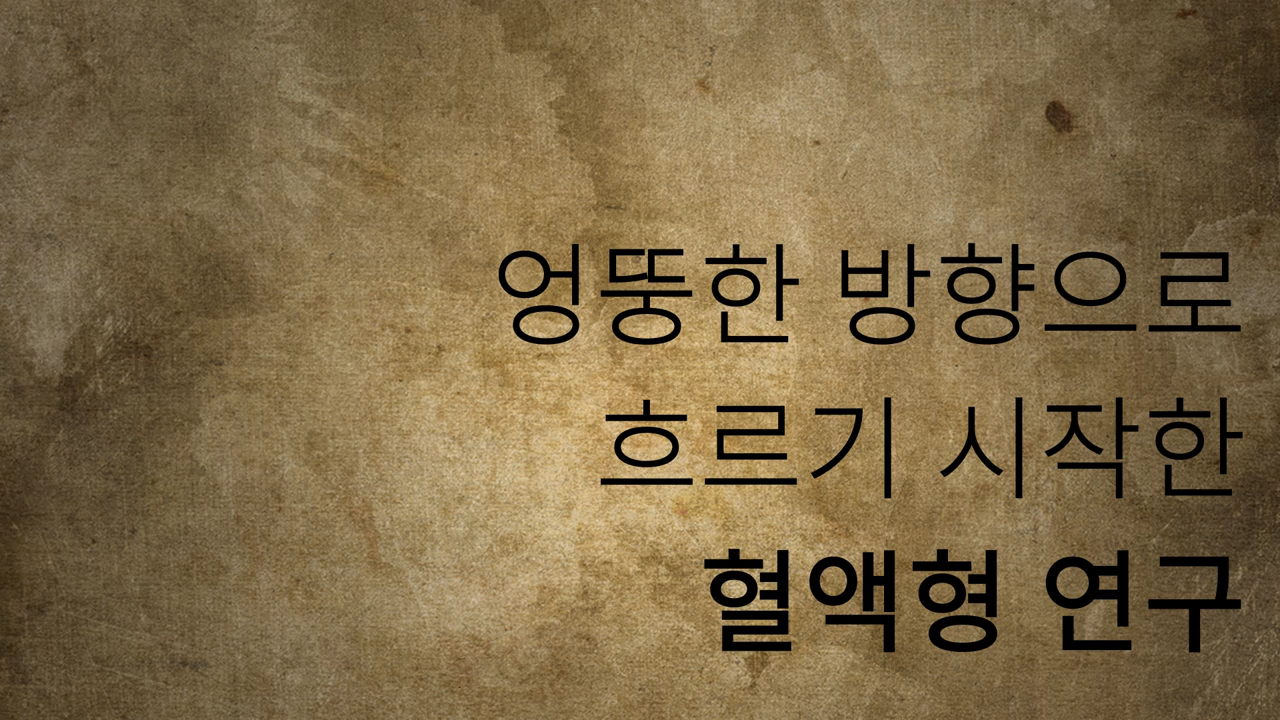 엉뚱한 방향으로
흐르기 시작한
혈액형 연구